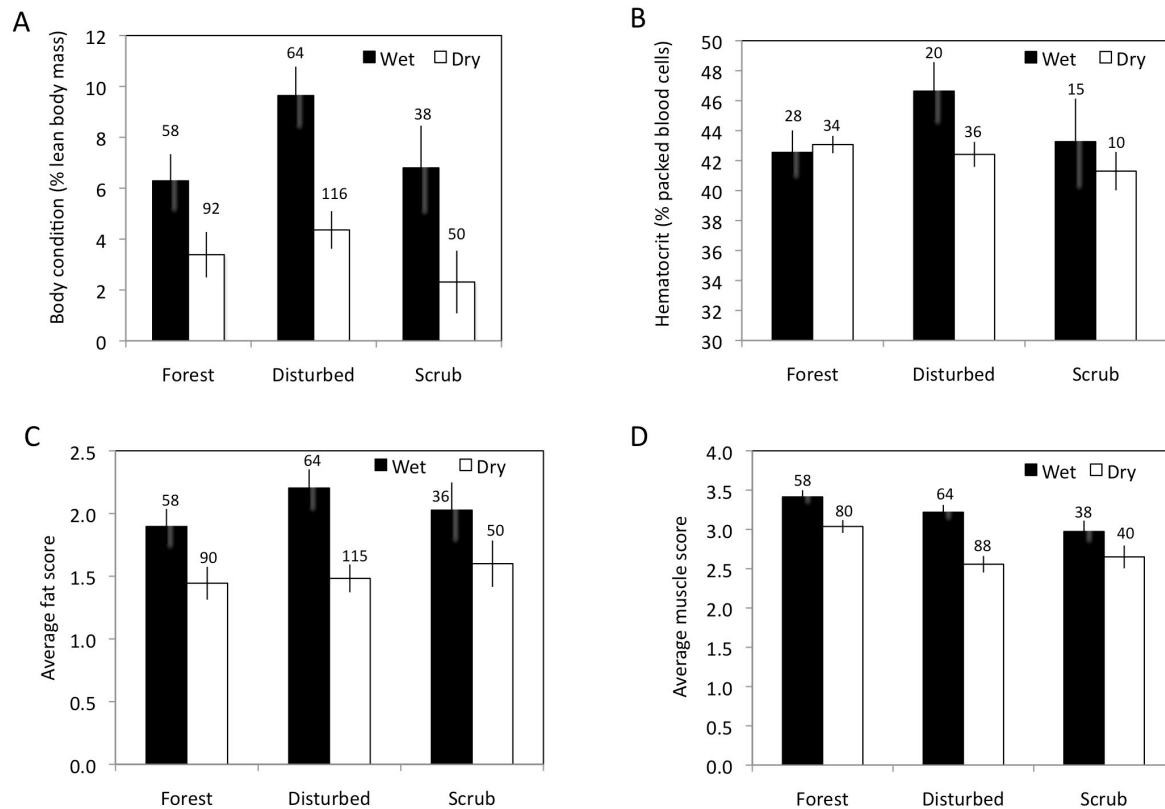 A
Body condition (% lean body mass)
12
10
8
6
4
2
0
Wet
Dry
58
92
64
116
38
50
Forest
Disturbed
Scrub
B
Hematocrit (% packed blood cells)
50
48
46
44
42
40
38
36
34
32
30
Wet
Dry
28
34
20
36
15
10
Forest
Disturbed
Scrub
C
Average fat score
2.5
2.0
1.5
1.0
0.5
0.0
Wet
Dry
58
90
64
115
36
50
Forest
Disturbed
Scrub
D
Average muscle score
4.0
3.5
3.0
2.5
2.0
1.5
1.0
0.5
0.0
Wet
Dry
58
80
64
88
38
40
Forest
Disturbed
Scrub